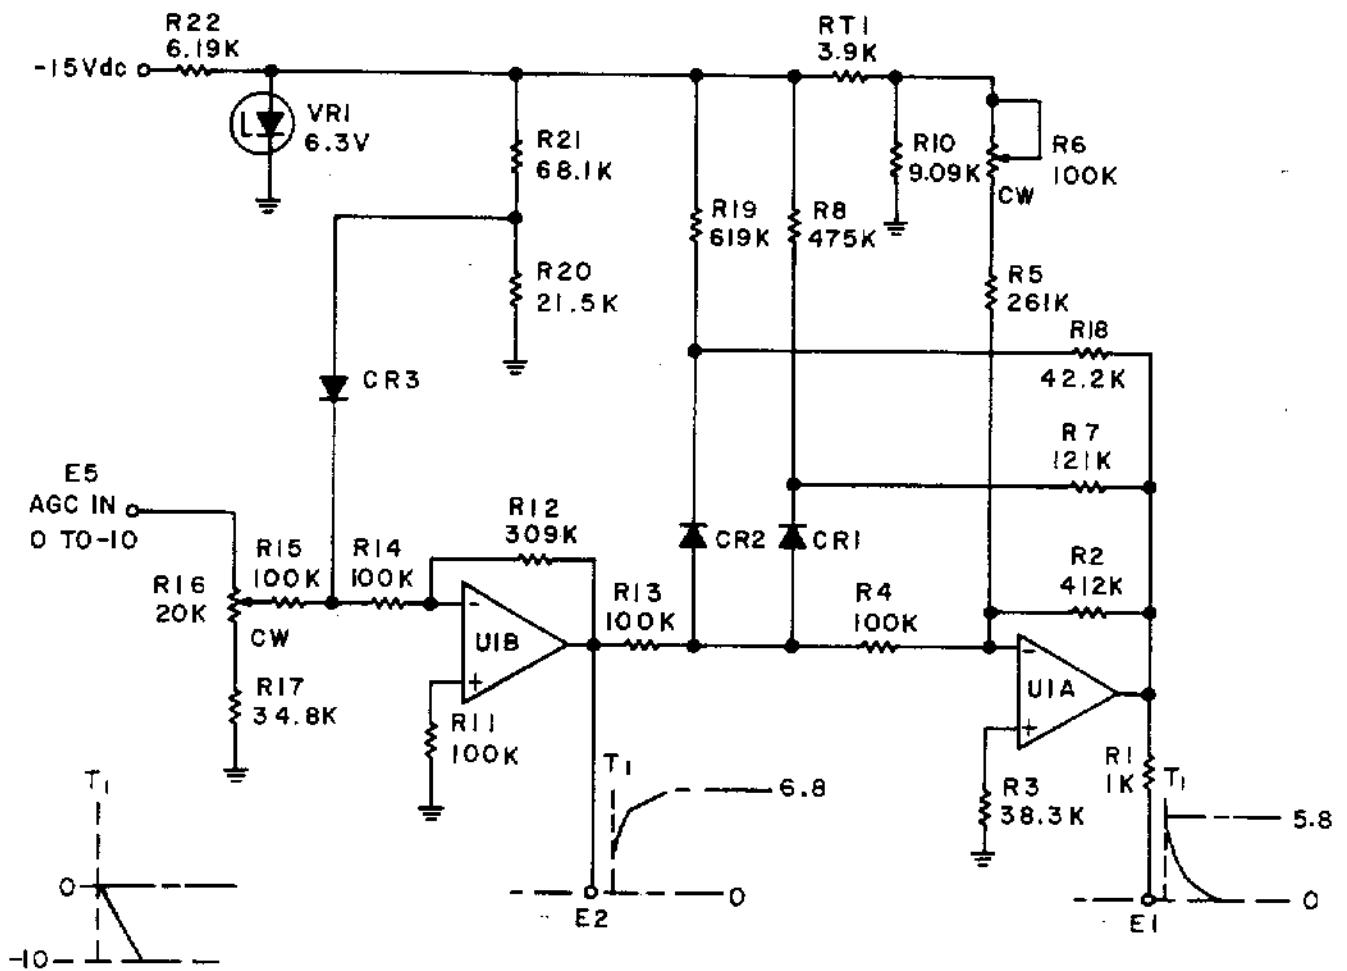 R22
6.19K
-15Vdc
VR1
6.3V
R21
68.1K
R20
21.5K
CR3
RT1
3.9K
R10
9.09K
R6
100K
CW
R19
619K
R8
475K
R5
261K
R18
42.2K
R7
121K
R2
412K
E5
AGC IN
0 TO-10
R16
20K
CW
R15
100K
R14
100K
R12
309K
U1B
-
+
R17
34.8K
R11
100K
R13
100K
CR2
CR1
R4
100K
U1A
-
+
R3
38.3K
R1
1K
T1
0
-10
T1
6.8
0
E2
T1
5.8
0
E1